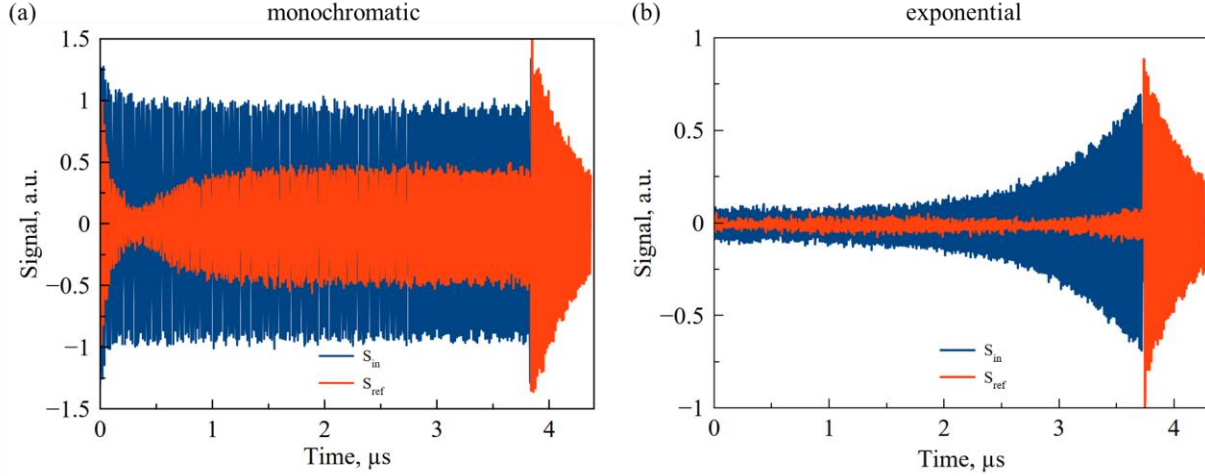 (a) monochromatic
1.5
1
0.5
0
−0.5
−1
−1.5
Signal, a.u.
S_in
S_ref
0 1 2 3 4
Time, μs
(b) exponential
1
0.5
0
−0.5
−1
Signal, a.u.
S_in
S_ref
0 1 2 3 4
Time, μs